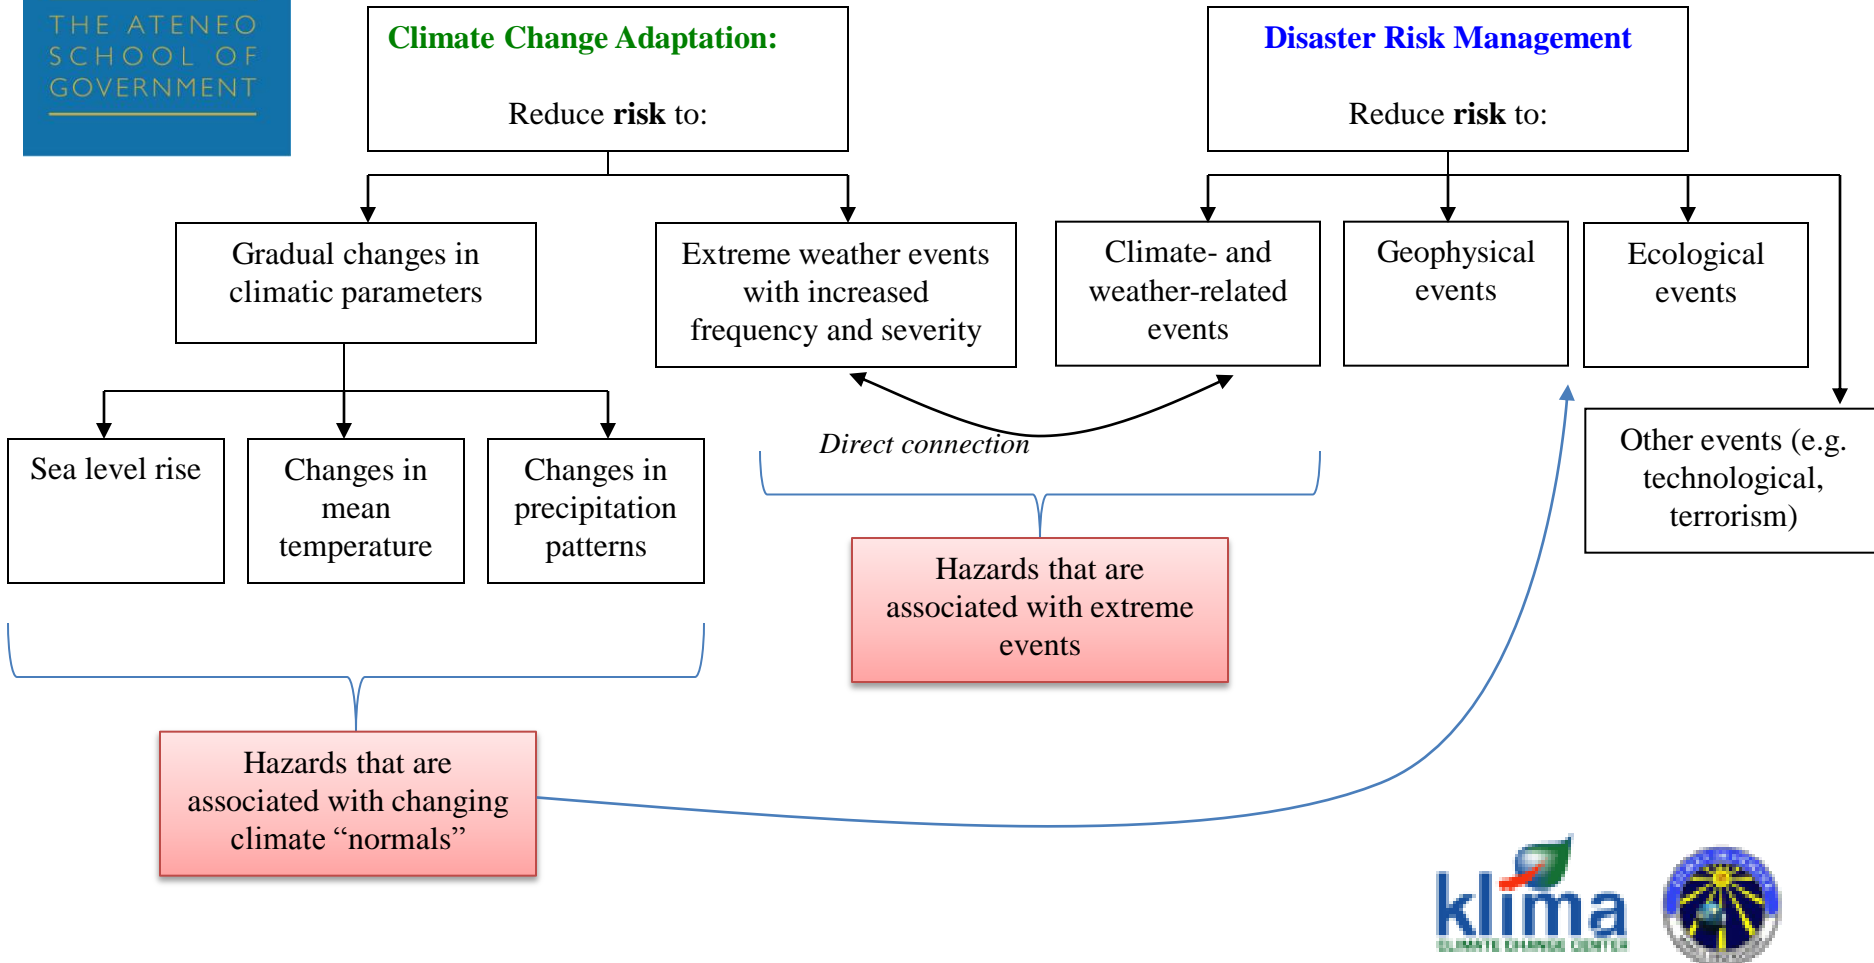 THE ATENEO
SCHOOL OF
GOVERNMENT
Climate Change Adaptation:
Reduce risk to:
Disaster Risk Management
Reduce risk to:
Gradual changes in
climatic parameters
Extreme weather events
with increased
frequency and severity
Climate- and
weather-related
events
Geophysical
events
Ecological
events
Other events (e.g.
technological,
terrorism)
Direct connection
Sea level rise
Changes in
mean
temperature
Changes in
precipitation
patterns
Hazards that are
associated with extreme
events
Hazards that are
associated with changing
climate “normals”
klima
CLIMATE CHANGE CENTER